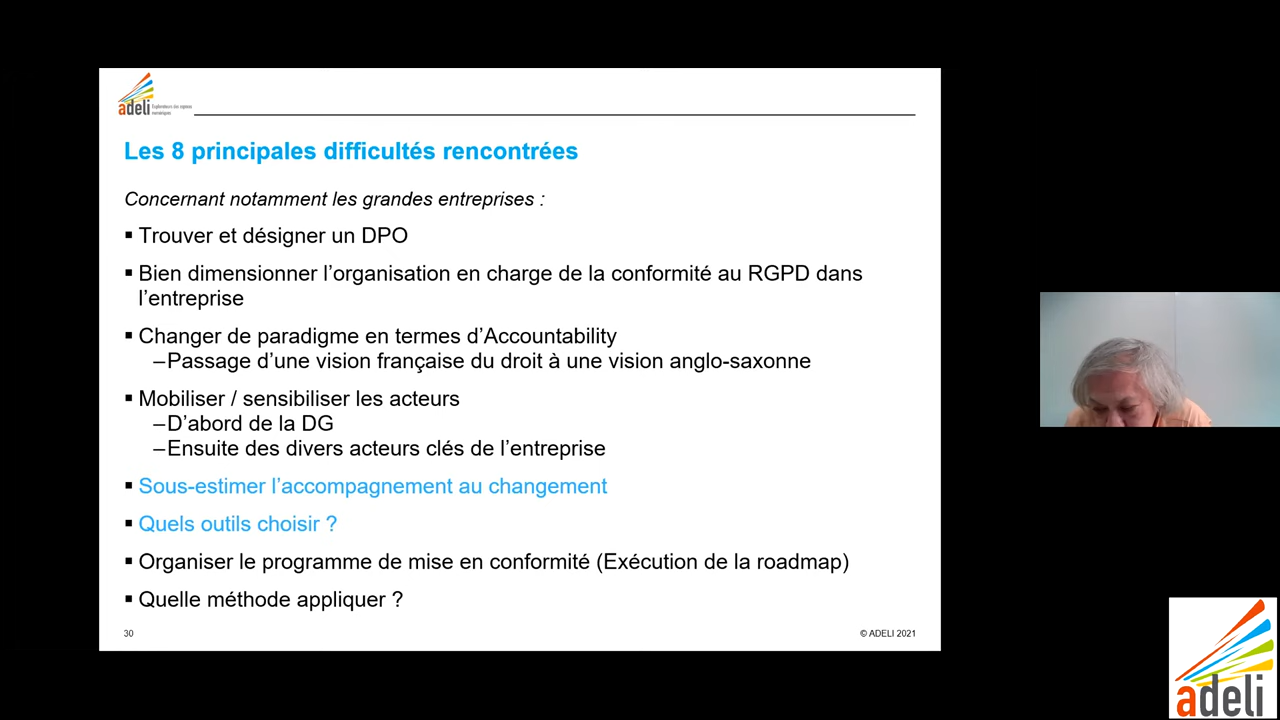 adeli
Explorateurs des espaces
numériques
Les 8 principales difficultés rencontrées
Concernant notamment les grandes entreprises :
▪ Trouver et désigner un DPO
▪ Bien dimensionner l’organisation en charge de la conformité au RGPD dans
l’entreprise
▪ Changer de paradigme en termes d’Accountability
–Passage d’une vision française du droit à une vision anglo-saxonne
▪ Mobiliser / sensibiliser les acteurs
–D’abord de la DG
–Ensuite des divers acteurs clés de l’entreprise
▪ Sous-estimer l’accompagnement au changement
▪ Quels outils choisir ?
▪ Organiser le programme de mise en conformité (Exécution de la roadmap)
▪ Quelle méthode appliquer ?
30
© ADELI 2021
adeli